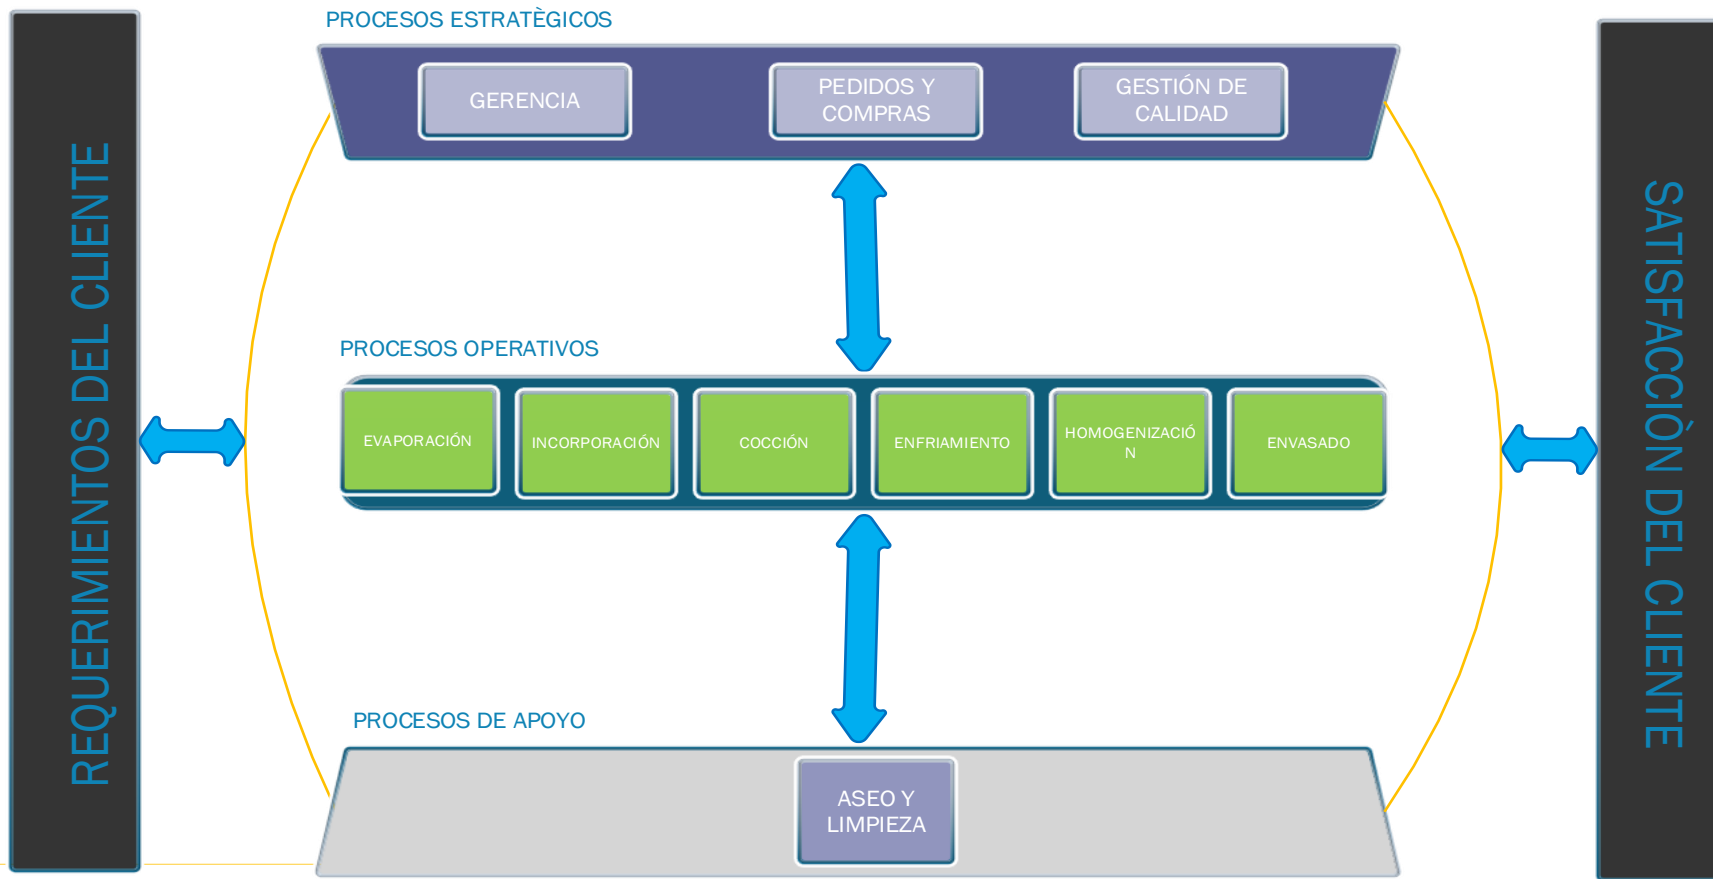 PROCESOS ESTRATÈGICOS
GERENCIA
PEDIDOS Y
COMPRAS
GESTIÓN DE
CALIDAD
REQUERIMIENTOS DEL CLIENTE
PROCESOS OPERATIVOS
EVAPORACIÓN
INCORPORACIÓN
COCCIÓN
ENFRIAMIENTO
HOMOGENIZACIÓ
N
ENVASADO
SATISFACCIÒN DEL CLIENTE
PROCESOS DE APOYO
ASEO Y
LIMPIEZA